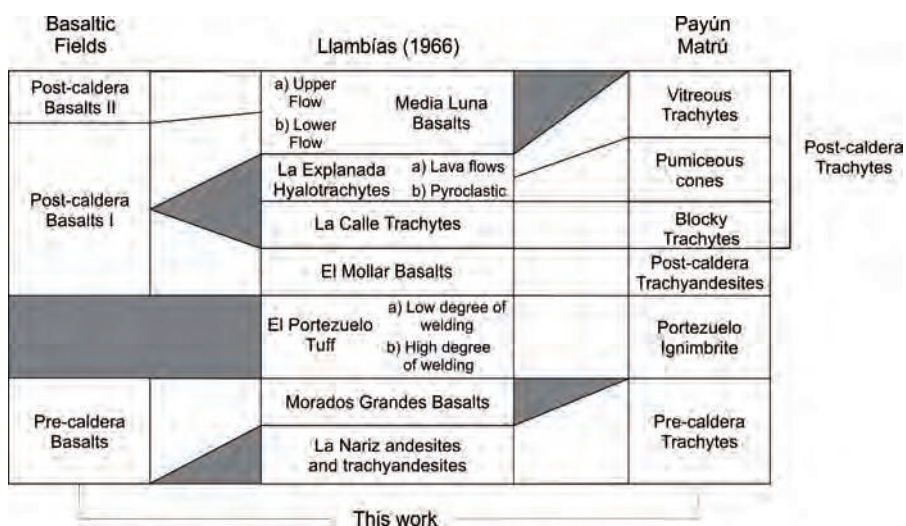 Basaltic
Fields
Llambías (1966)
Payún
Matrú
Post-caldera
Basalts II
a) Upper
Flow
b) Lower
Flow
Media Luna
Basalts
Vitreous
Trachytes
Post-caldera
Basalts I
La Explanada
Hyalotrachytes
a) Lava flows
b) Pyroclastic
Pumiceous
cones
Post-caldera
Trachytes
La Calle Trachytes
Blocky
Trachytes
El Mollar Basalts
Post-caldera
Trachyandesites
El Portezuelo
Tuff
a) Low degree of
welding
b) High degree
of welding
Portezuelo
Ignimbrite
Pre-caldera
Basalts
Morados Grandes Basalts
La Nariz andesites
and trachyandesites
Pre-caldera
Trachytes
This work